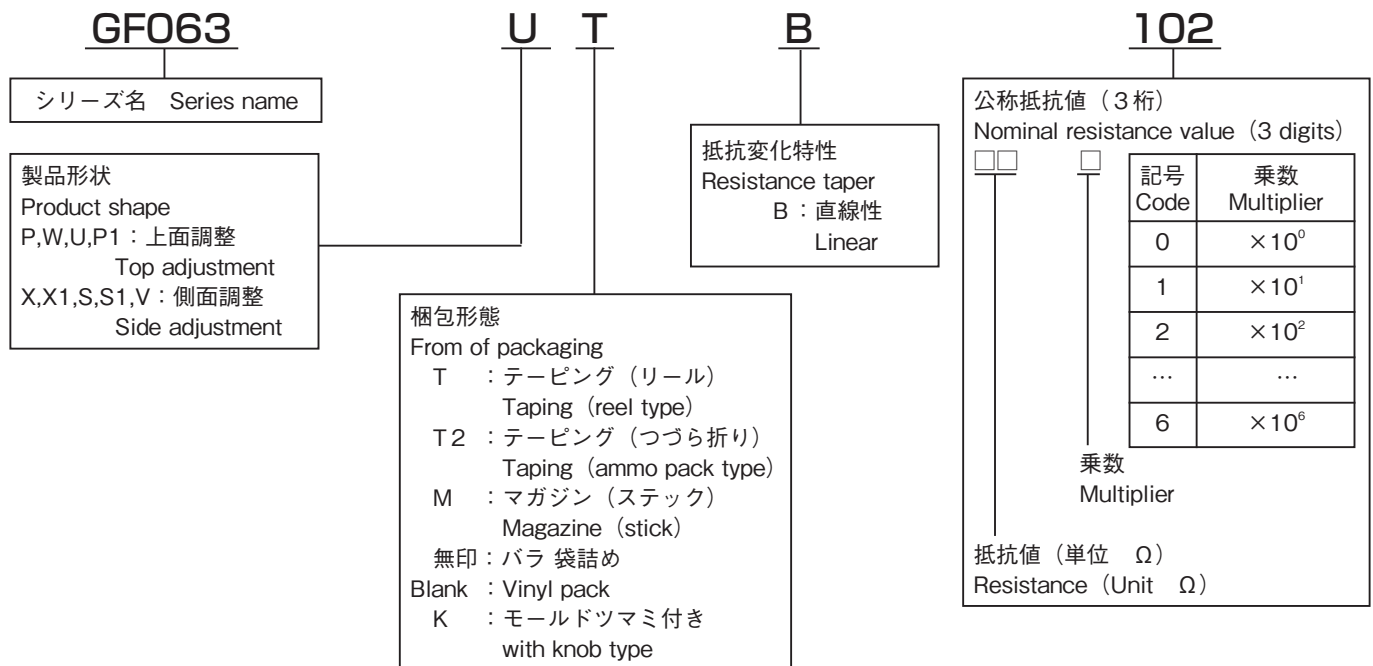 GF063 U T B 102
シリーズ名 Series name
製品形状
Product shape
P,W,U,P1：上面調整
Top adjustment
X,X1,S,S1,V：側面調整
Side adjustment
梱包形態
From of packaging
T ：テーピング（リール）
Taping（reel type）
T2 ：テーピング（つづら折り）
Taping（ammo pack type）
M ：マガジン（ステック）
Magazine（stick）
無印：バラ 袋詰め
Blank ：Vinyl pack
K ：モールドツマミ付き
with knob type
抵抗変化特性
Resistance taper
B：直線性
Linear
公称抵抗値（3桁）
Nominal resistance value（3 digits）
□□ □
記号 乗数
Code Multiplier
0 ×10⁰
1 ×10¹
2 ×10²
… …
6 ×10⁶
乗数
Multiplier
抵抗値（単位 Ω）
Resistance（Unit Ω）